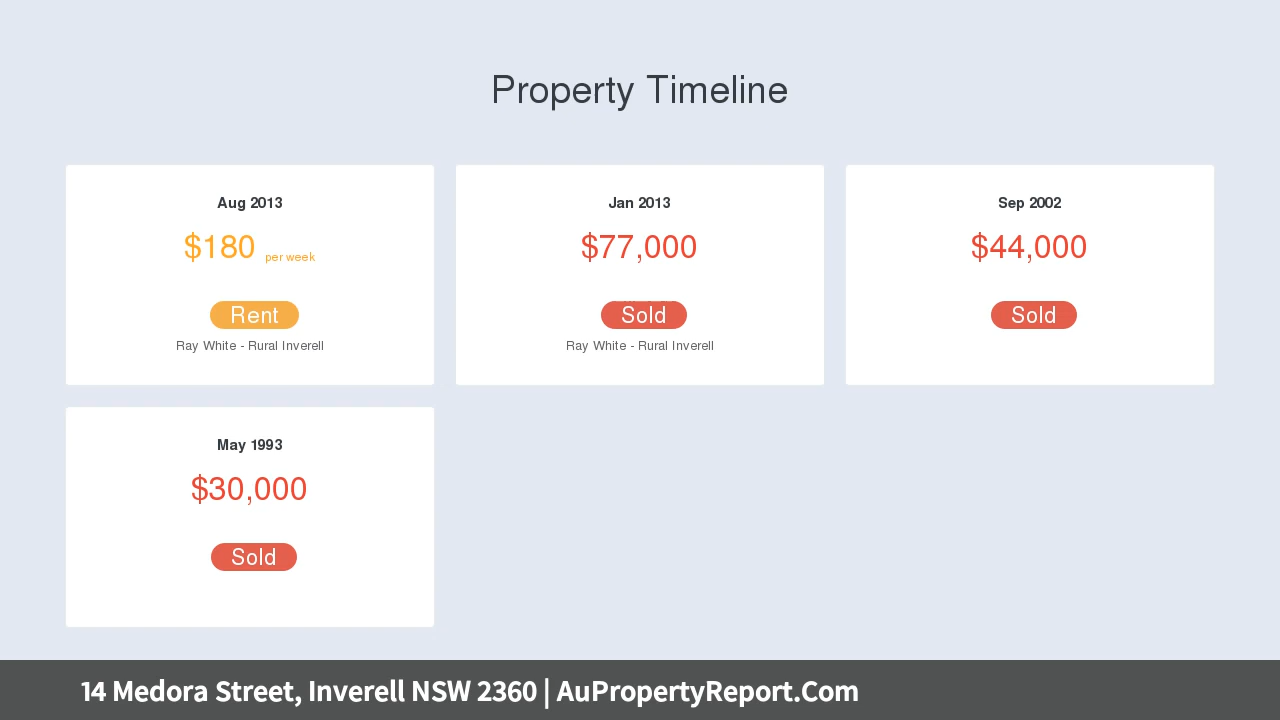 Property Timeline
Aug 2013
$180 per week
Rent
Ray White - Rural Inverell
Jan 2013
$77,000
Sold
Ray White - Rural Inverell
Sep 2002
$44,000
Sold
May 1993
$30,000
Sold
14 Medora Street, Inverell NSW 2360 | AuPropertyReport.Com